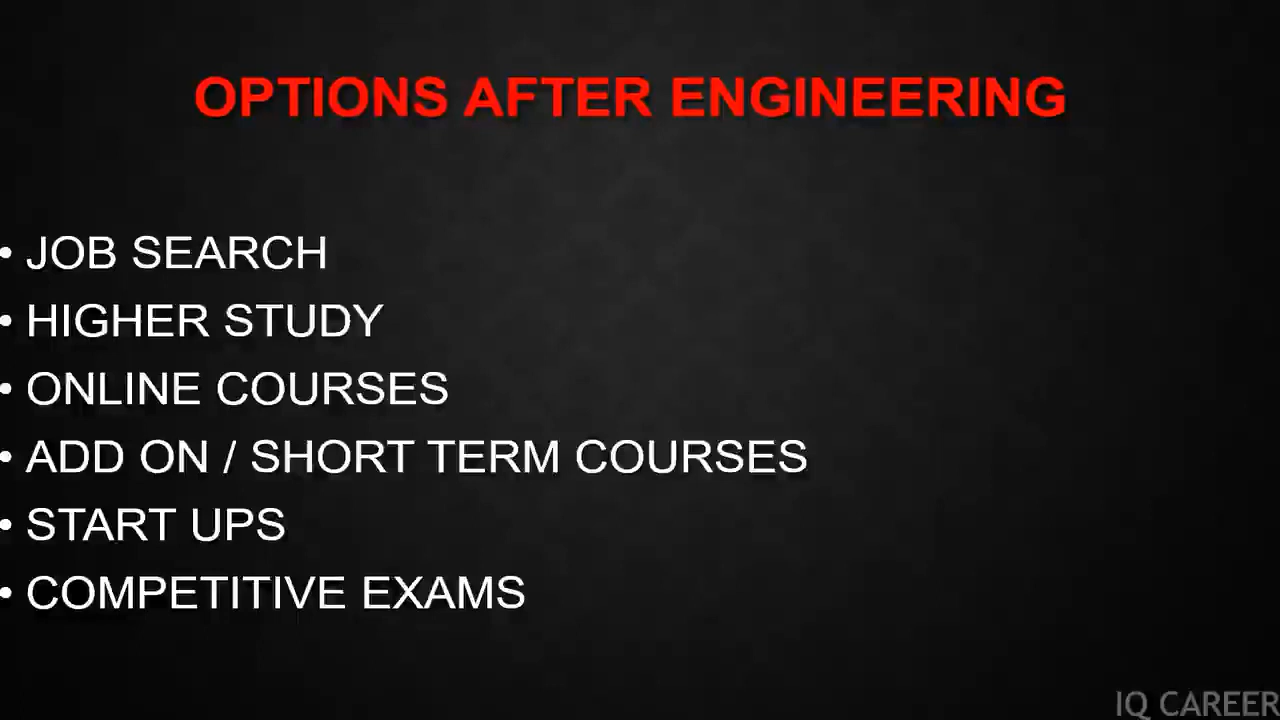 OPTIONS AFTER ENGINEERING
• JOB SEARCH
• HIGHER STUDY
• ONLINE COURSES
• ADD ON / SHORT TERM COURSES
• START UPS
• COMPETITIVE EXAMS
IQ CAREER